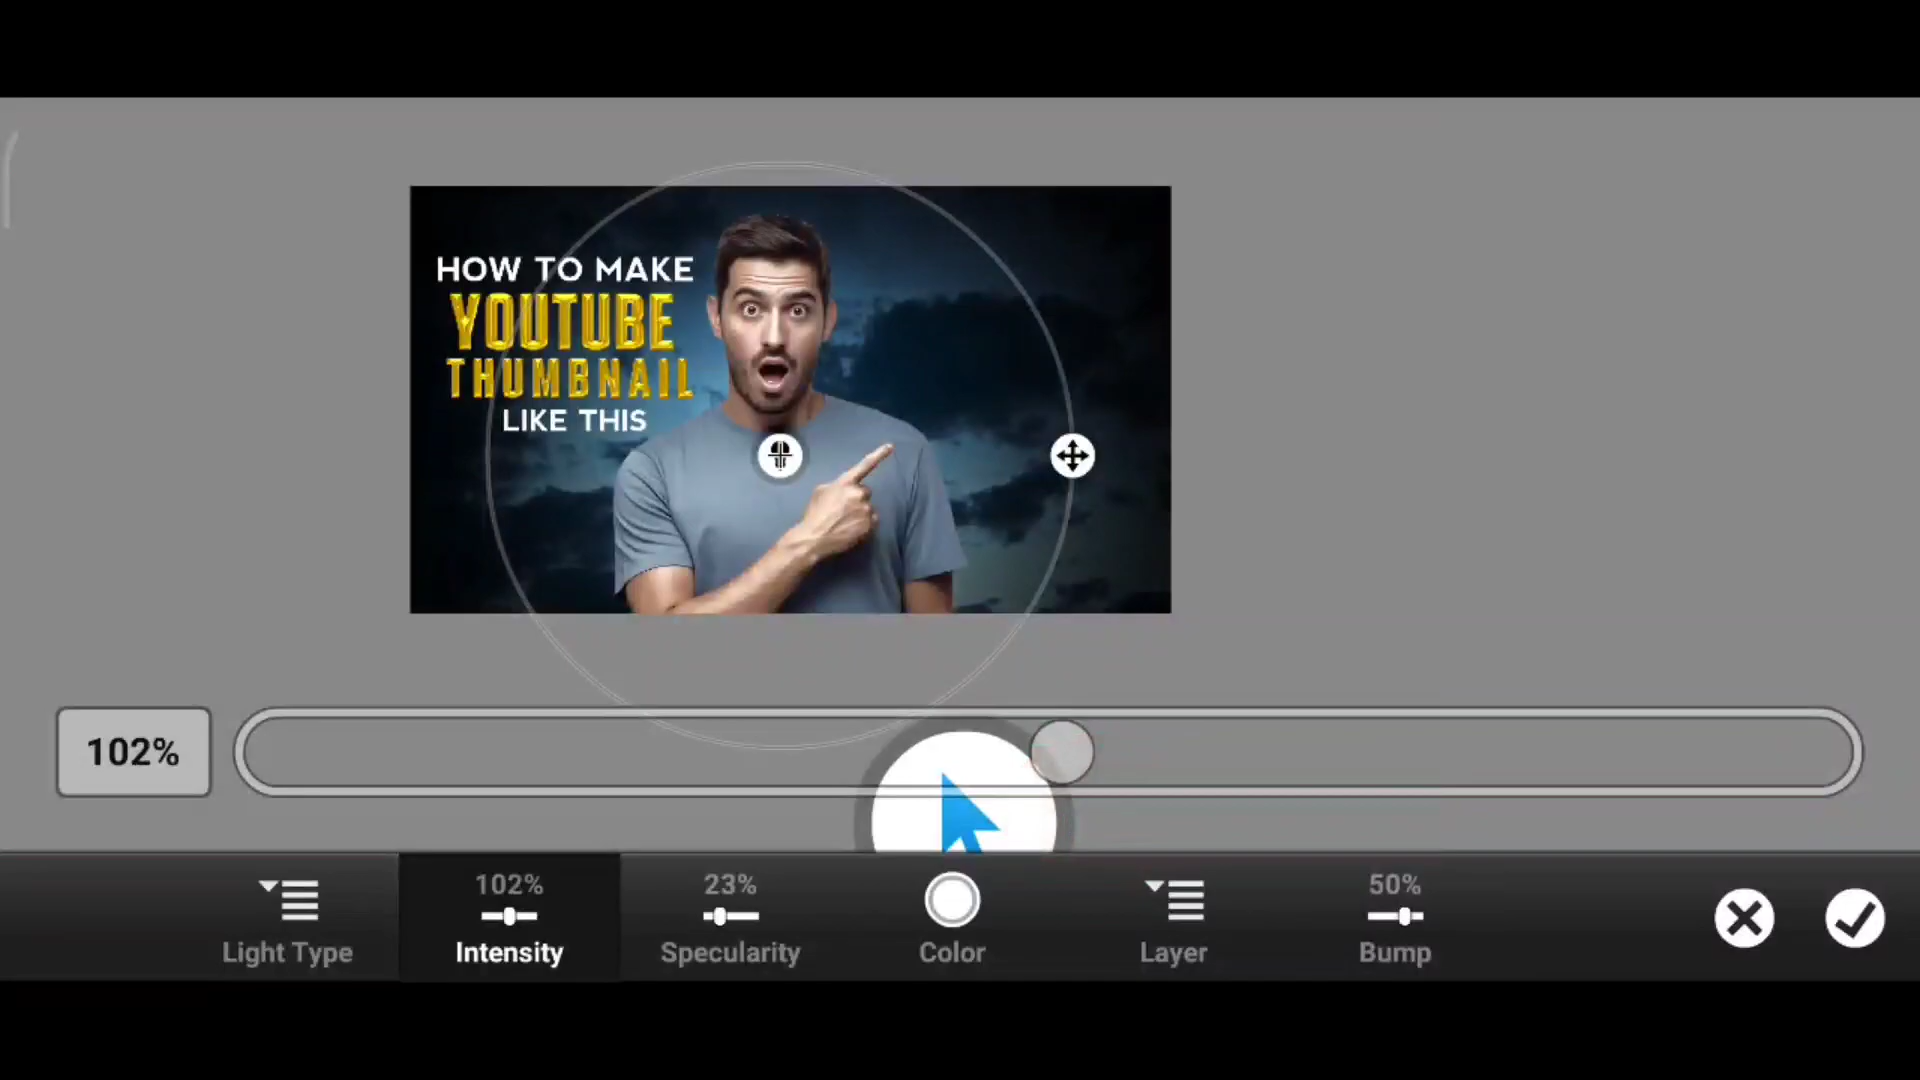 HOW TO MAKE
YOUTUBE
THUMBNAIL
LIKE THIS
102%
102%
23%
50%
Light Type
Intensity
Specularity
Color
Layer
Bump